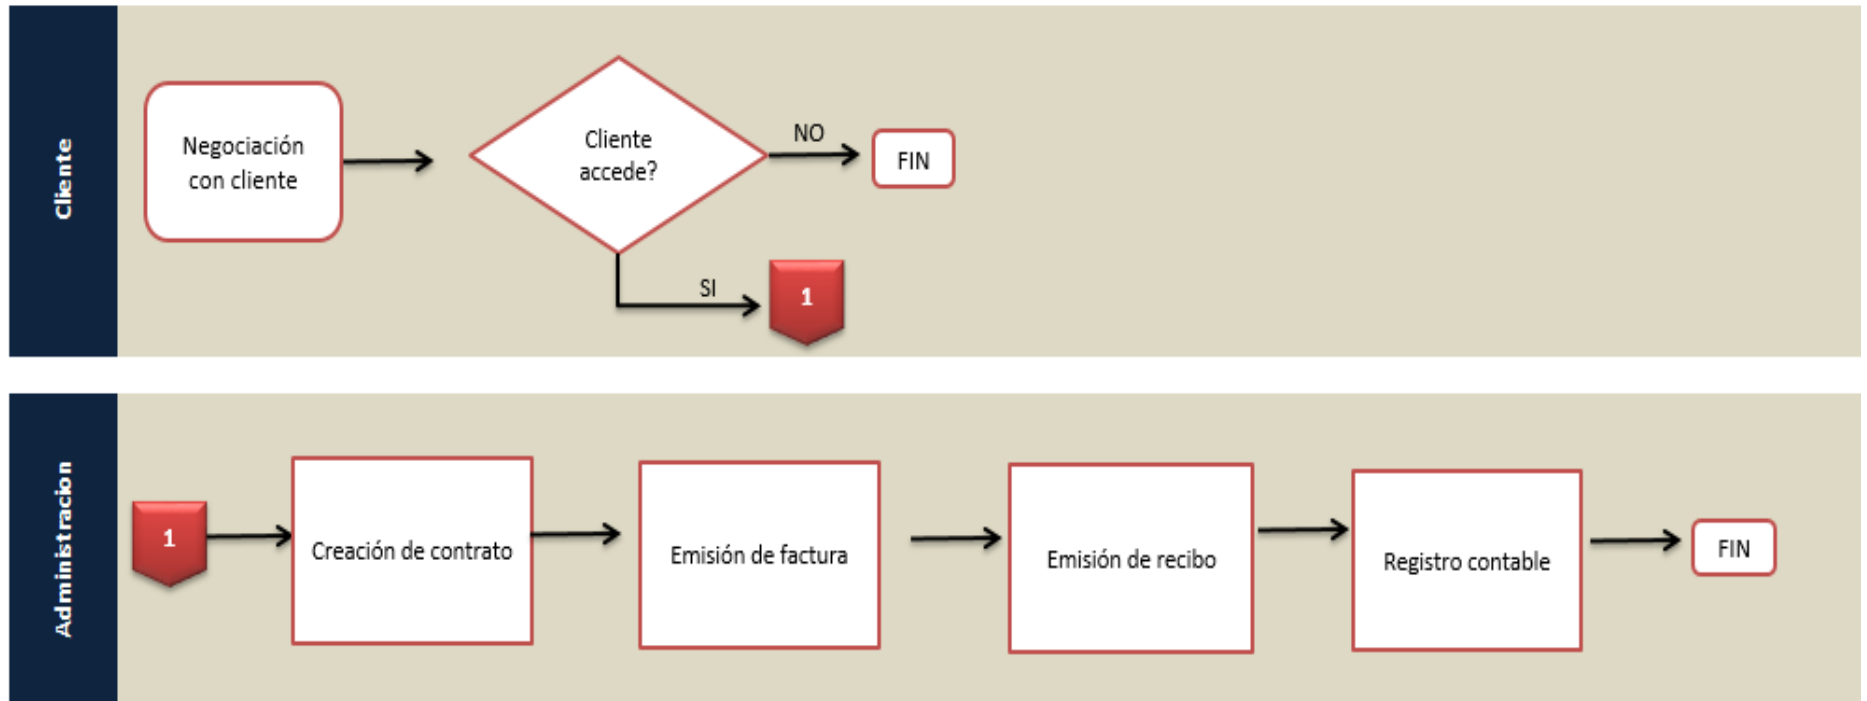 Cliente
Negociación
con cliente
Cliente
accede?
NO
FIN
SI
1
Administracion
1
Creación de contrato
Emisión de factura
Emisión de recibo
Registro contable
FIN